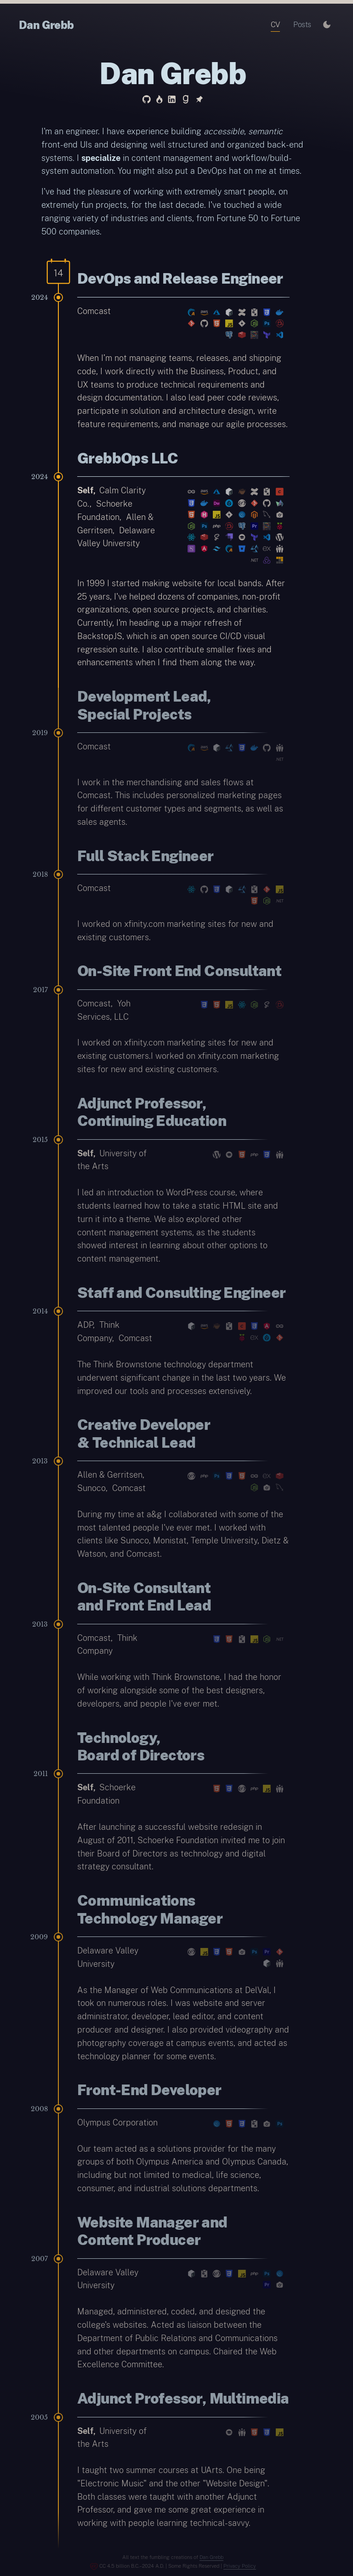 Dan Grebb
CV
Posts
Dan Grebb
I'm an engineer. I have experience building accessible, semantic
front-end UIs and designing well structured and organized back-end
systems. I specialize in content management and workflow/build-
system automation. You might also put a DevOps hat on me at times.
I've had the pleasure of working with extremely smart people, on
extremely fun projects, for the last decade. I've touched a wide
ranging variety of industries and clients, from Fortune 50 to Fortune
500 companies.
14
DevOps and Release Engineer
2024
Comcast
When I'm not managing teams, releases, and shipping
code, I work directly with the Business, Product, and
UX teams to produce technical requirements and
design documentation. I also lead peer code reviews,
participate in solution and architecture design, write
feature requirements, and manage our agile processes.
GrebbOps LLC
2024
Self, Calm Clarity
Co., Schoerke
Foundation, Allen &
Gerritsen, Delaware
Valley University
In 1999 I started making website for local bands. After
25 years, I've helped dozens of companies, non-profit
organizations, open source projects, and charities.
Currently, I'm heading up a major refresh of
BackstopJS, which is an open source CI/CD visual
regression suite. I also contribute smaller fixes and
enhancements when I find them along the way.
Development Lead,
Special Projects
2019
Comcast
I work in the merchandising and sales flows at
Comcast. This includes personalized marketing pages
for different customer types and segments, as well as
sales agents.
Full Stack Engineer
2018
Comcast
I worked on xfinity.com marketing sites for new and
existing customers.
On-Site Front End Consultant
2017
Comcast, Yoh
Services, LLC
I worked on xfinity.com marketing sites for new and
existing customers.I worked on xfinity.com marketing
sites for new and existing customers.
Adjunct Professor,
Continuing Education
2015
Self, University of
the Arts
I led an introduction to WordPress course, where
students learned how to take a static HTML site and
turn it into a theme. We also explored other
content management systems, as the students
showed interest in learning about other options to
content management.
Staff and Consulting Engineer
2014
ADP, Think
Company, Comcast
The Think Brownstone technology department
underwent significant change in the last two years. We
improved our tools and processes extensively.
Creative Developer
& Technical Lead
2013
Allen & Gerritsen,
Sunoco, Comcast
During my time at a&g I collaborated with some of the
most talented people I've ever met. I worked with
clients like Sunoco, Monistat, Temple University, Dietz &
Watson, and Comcast.
On-Site Consultant
and Front End Lead
2013
Comcast, Think
Company
While working with Think Brownstone, I had the honor
of working alongside some of the best designers,
developers, and people I've ever met.
Technology,
Board of Directors
2011
Self, Schoerke
Foundation
After launching a successful website redesign in
August of 2011, Schoerke Foundation invited me to join
their Board of Directors as technology and digital
strategy consultant.
Communications
Technology Manager
2009
Delaware Valley
University
As the Manager of Web Communications at DelVal, I
took on numerous roles. I was website and server
administrator, developer, lead editor, and content
producer and designer. I also provided videography and
photography coverage at campus events, and acted as
technology planner for some events.
Front-End Developer
2008
Olympus Corporation
Our team acted as a solutions provider for the many
groups of both Olympus America and Olympus Canada,
including but not limited to medical, life science,
consumer, and industrial solutions departments.
Website Manager and
Content Producer
2007
Delaware Valley
University
Managed, administered, coded, and designed the
college's websites. Acted as liaison between the
Department of Public Relations and Communications
and other departments on campus. Chaired the Web
Excellence Committee.
Adjunct Professor, Multimedia
2005
Self, University of
the Arts
I taught two summer courses at UArts. One being
"Electronic Music" and the other "Website Design".
Both classes were taught with another Adjunct
Professor, and gave me some great experience in
working with people learning technical-savvy.